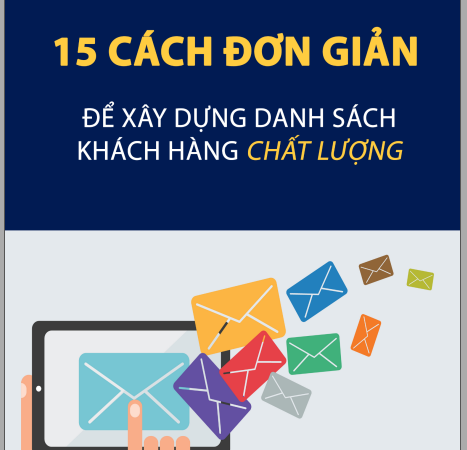 15 CÁCH ĐƠN GIẢN
ĐỂ XÂY DỰNG DANH SÁCH
KHÁCH HÀNG CHẤT LƯỢNG